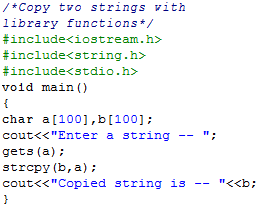 /*Copy two strings with
library functions*/
#include<iostream.h>
#include<string.h>
#include<stdio.h>
void main()
{
char a[100],b[100];
cout<<"Enter a string -- ";
gets(a);
strcpy(b,a);
cout<<"Copied string is -- "<<b;
}